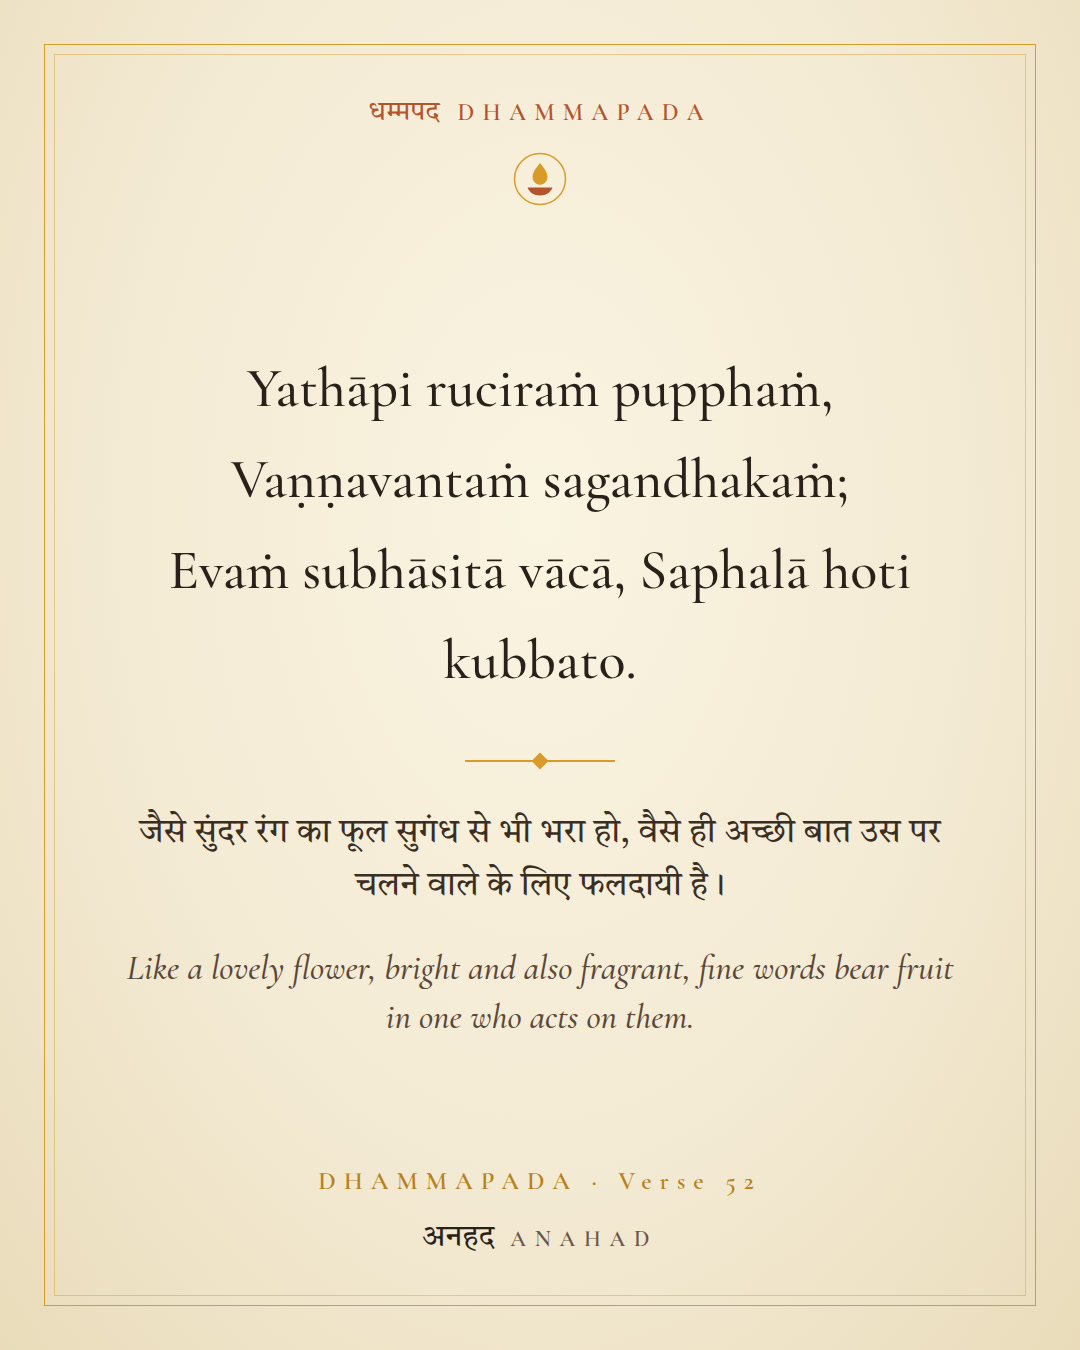 धम्मपद DHAMMAPADA
Yathāpi ruciraṁ pupphaṁ,
Vaṇṇavantaṁ sagandhakaṁ;
Evaṁ subhāsitā vācā, Saphalā hoti
kubbato.
जैसे सुंदर रंग का फूल सुगंध से भी भरा हो, वैसे ही अच्छी बात उस पर
चलने वाले के लिए फलदायी है।
Like a lovely flower, bright and also fragrant, fine words bear fruit
in one who acts on them.
DHAMMAPADA · Verse 52
अनहद ANAHAD